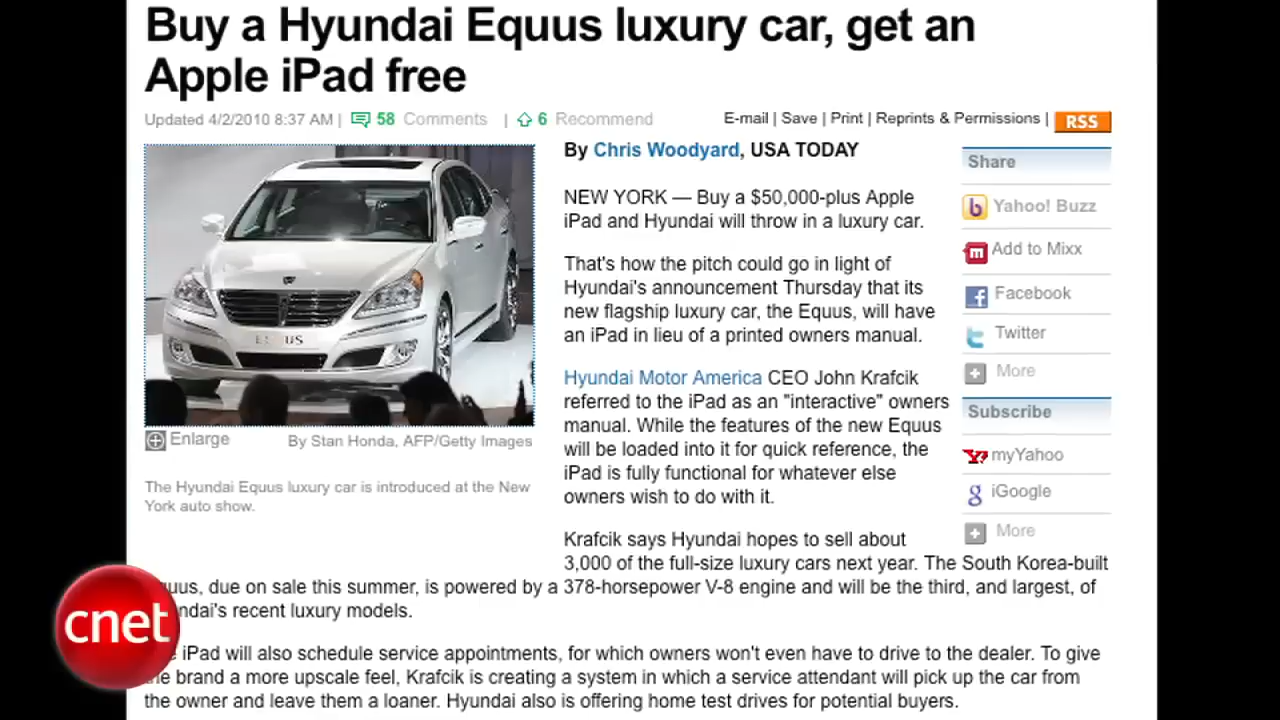 Buy a Hyundai Equus luxury car, get an
Apple iPad free
Updated 4/2/2010 8:37 AM | 58 Comments | 6 Recommend
E-mail | Save | Print | Reprints & Permissions | RSS
EQUUS
Enlarge
By Stan Honda, AFP/Getty Images
The Hyundai Equus luxury car is introduced at the New
York auto show.
By Chris Woodyard, USA TODAY
NEW YORK — Buy a $50,000-plus Apple
iPad and Hyundai will throw in a luxury car.
That's how the pitch could go in light of
Hyundai's announcement Thursday that its
new flagship luxury car, the Equus, will have
an iPad in lieu of a printed owners manual.
Hyundai Motor America CEO John Krafcik
referred to the iPad as an "interactive" owners
manual. While the features of the new Equus
will be loaded into it for quick reference, the
iPad is fully functional for whatever else
owners wish to do with it.
Krafcik says Hyundai hopes to sell about
3,000 of the full-size luxury cars next year. The South Korea-built
uus, due on sale this summer, is powered by a 378-horsepower V-8 engine and will be the third, and largest, of
ndai's recent luxury models.
iPad will also schedule service appointments, for which owners won't even have to drive to the dealer. To give
he brand a more upscale feel, Krafcik is creating a system in which a service attendant will pick up the car from
the owner and leave them a loaner. Hyundai also is offering home test drives for potential buyers.
Share
b Yahoo! Buzz
m Add to Mixx
f Facebook
t Twitter
+ More
Subscribe
Y! myYahoo
g iGoogle
+ More
cnet